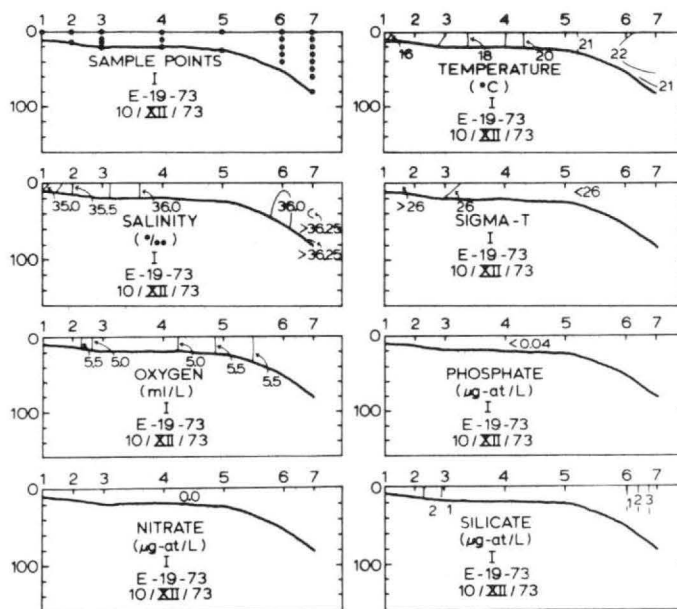 1 2 3 4 5 6 7
0
100
SAMPLE POINTS
I
E-19-73
10/XII/73
1 2 3 4 5 6 7
0
100
16 18 20 21 22 21
TEMPERATURE
(°C)
I
E-19-73
10/XII/73
1 2 3 4 5 6 7
0
100
35.0 35.5 36.0 36.0 >36.25 >36.25
SALINITY
(°/••)
I
E-19-73
10/XII/73
1 2 3 4 5 6 7
0
100
>26 26 <26
SIGMA-T
I
E-19-73
10/XII/73
1 2 3 4 5 6 7
0
100
5.5 5.0 5.0 5.5 5.5
OXYGEN
(ml/L)
I
E-19-73
10/XII/73
1 2 3 4 5 6 7
0
100
<0.04
PHOSPHATE
(µg-at/L)
I
E-19-73
10/XII/73
1 2 3 4 5 6 7
0
100
0.0
NITRATE
(µg-at/L)
I
E-19-73
10/XII/73
1 2 3 4 5 6 7
0
100
2 1 1 2 3
SILICATE
(µg-at/L)
I
E-19-73
10/XII/73